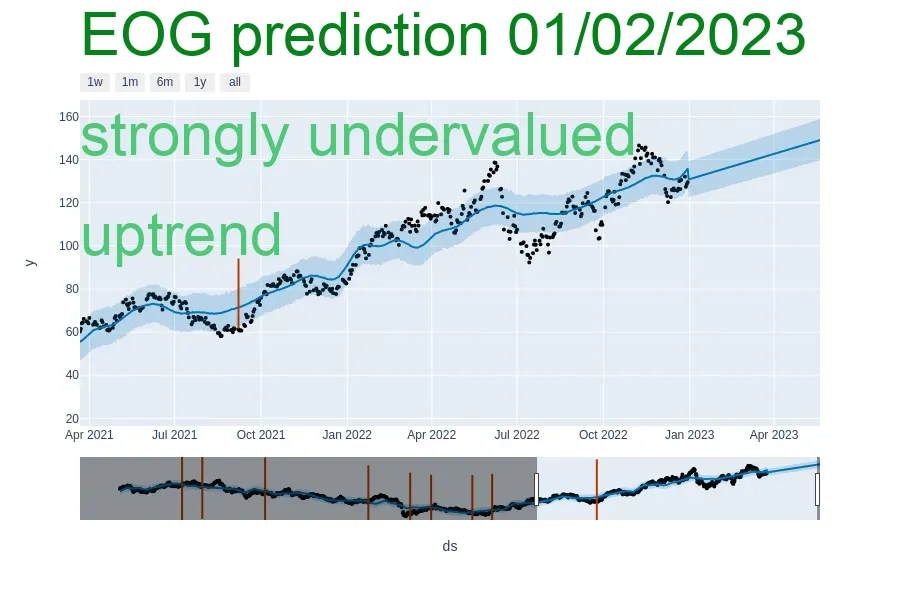 EOG prediction 01/02/2023
1w 1m 6m 1y all
160
strongly undervalued
140
120
uptrend
100
y
80
60
40
20
Apr 2021 Jul 2021 Oct 2021 Jan 2022 Apr 2022 Jul 2022 Oct 2022 Jan 2023 Apr 2023
ds